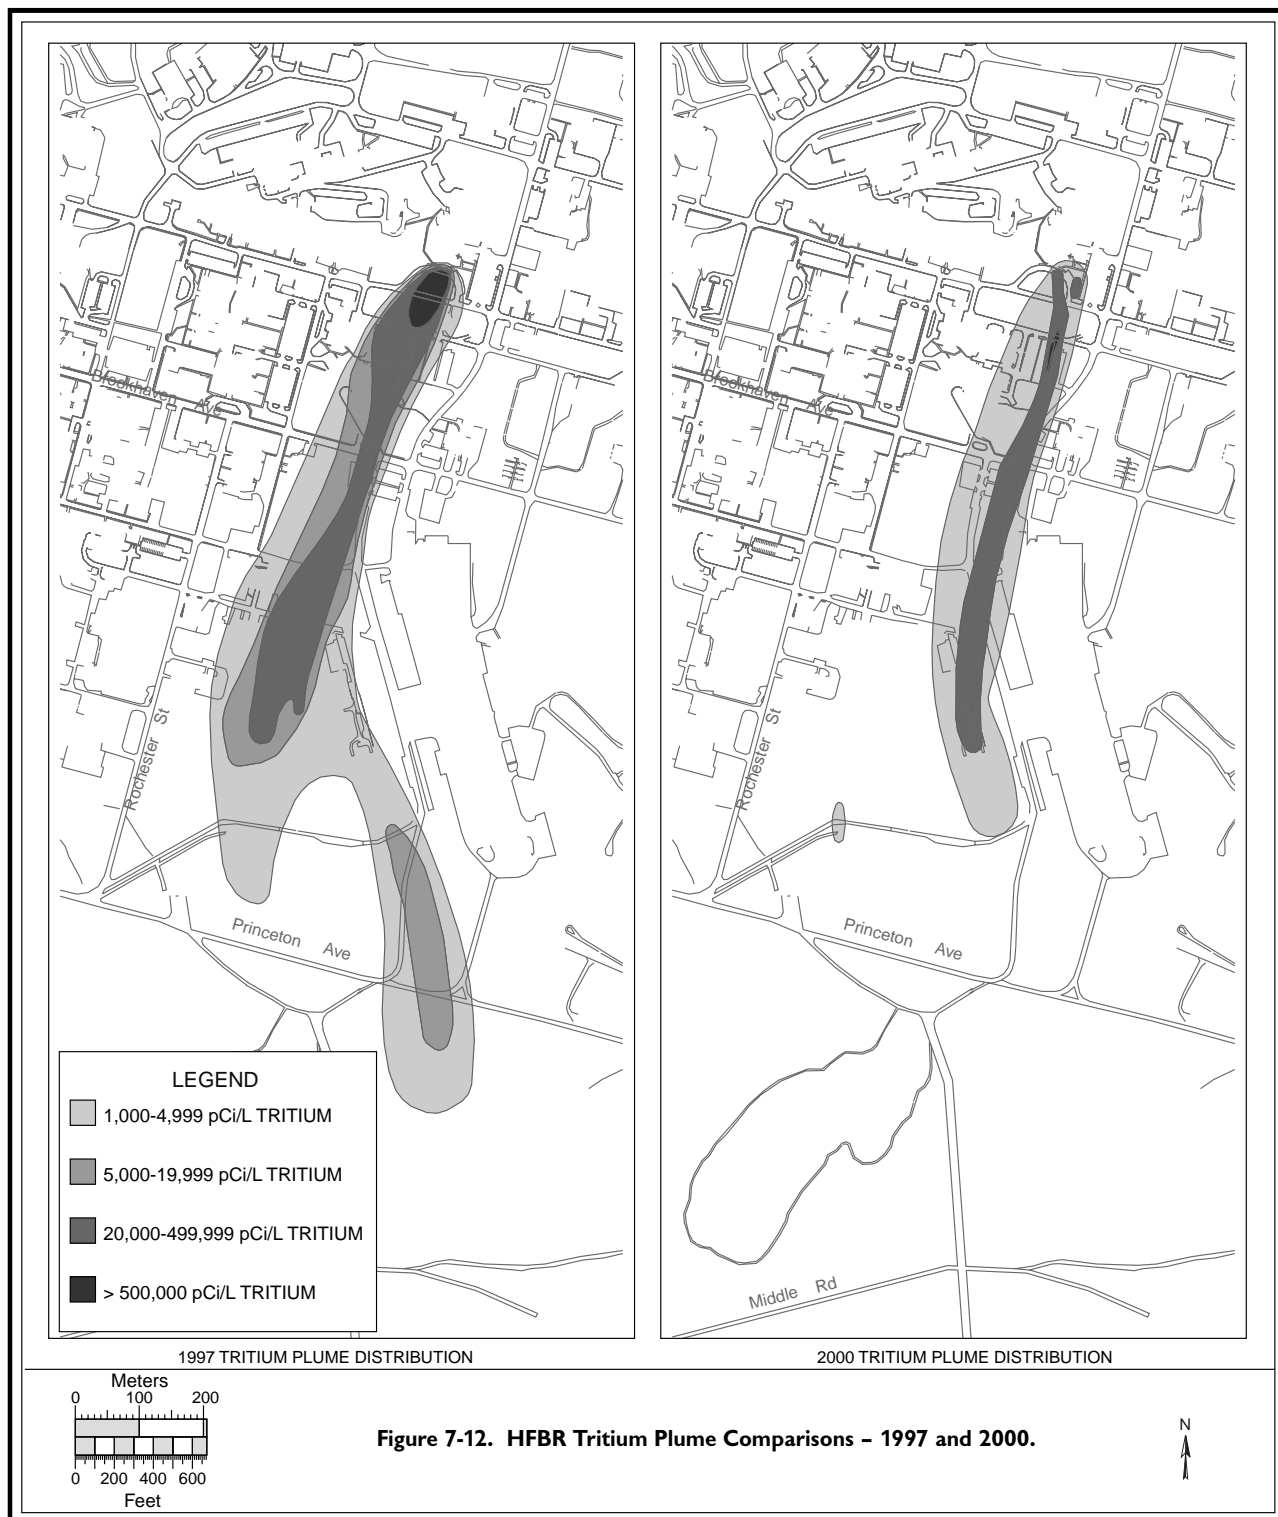 Brookhaven Ave
Rochester St
Princeton Ave
LEGEND
1,000-4,999 pCi/L TRITIUM
5,000-19,999 pCi/L TRITIUM
20,000-499,999 pCi/L TRITIUM
> 500,000 pCi/L TRITIUM
1997 TRITIUM PLUME DISTRIBUTION
Brookhaven Ave
Rochester St
Princeton Ave
Middle Rd
2000 TRITIUM PLUME DISTRIBUTION
Meters
0 100 200
0 200 400 600
Feet
Figure 7-12. HFBR Tritium Plume Comparisons – 1997 and 2000.
N